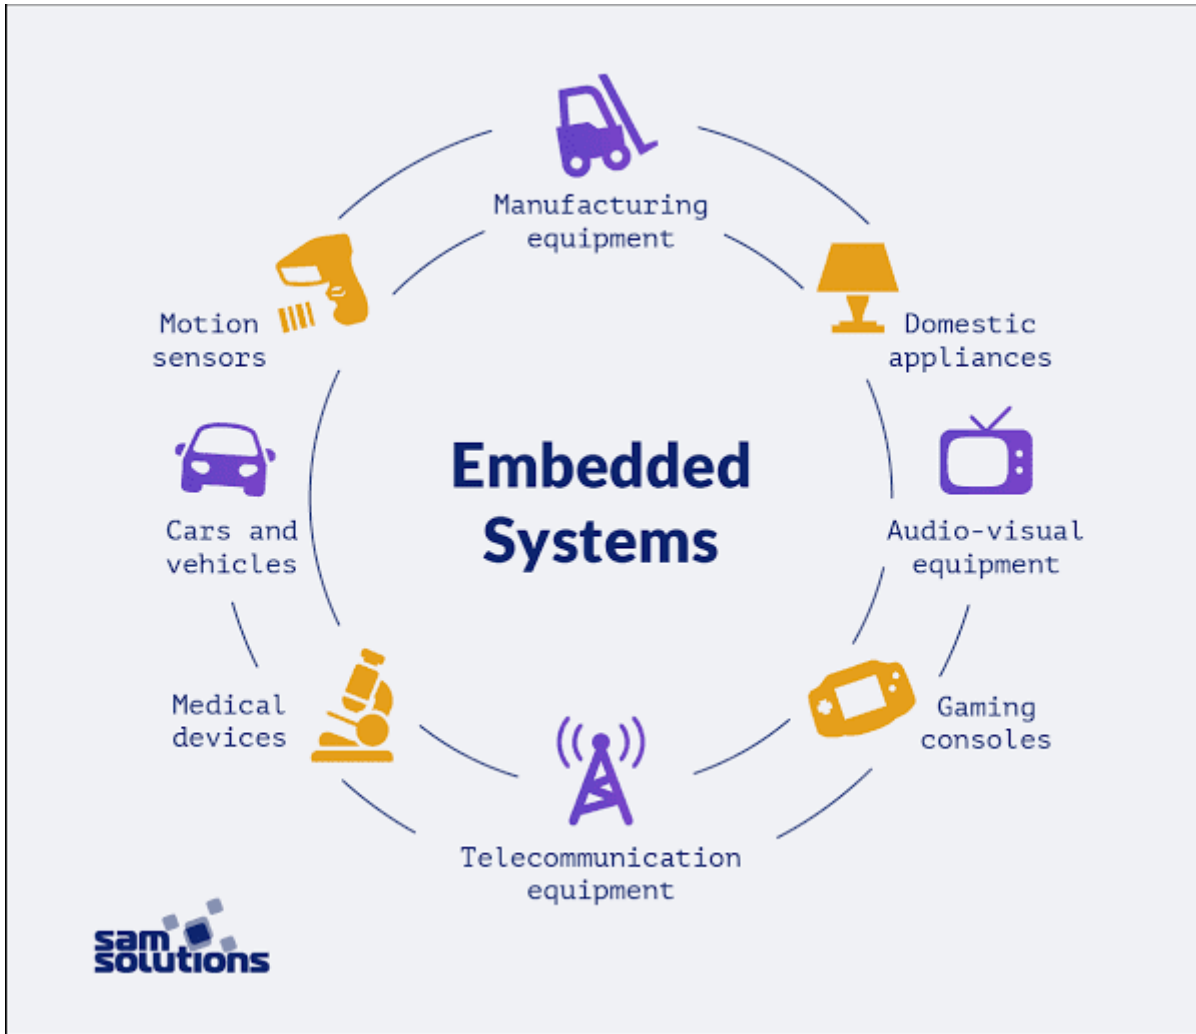 Manufacturing
equipment
Motion
sensors
Domestic
appliances
Embedded
Systems
Cars and
vehicles
Audio-visual
equipment
Medical
devices
Gaming
consoles
Telecommunication
equipment
sam
solutions